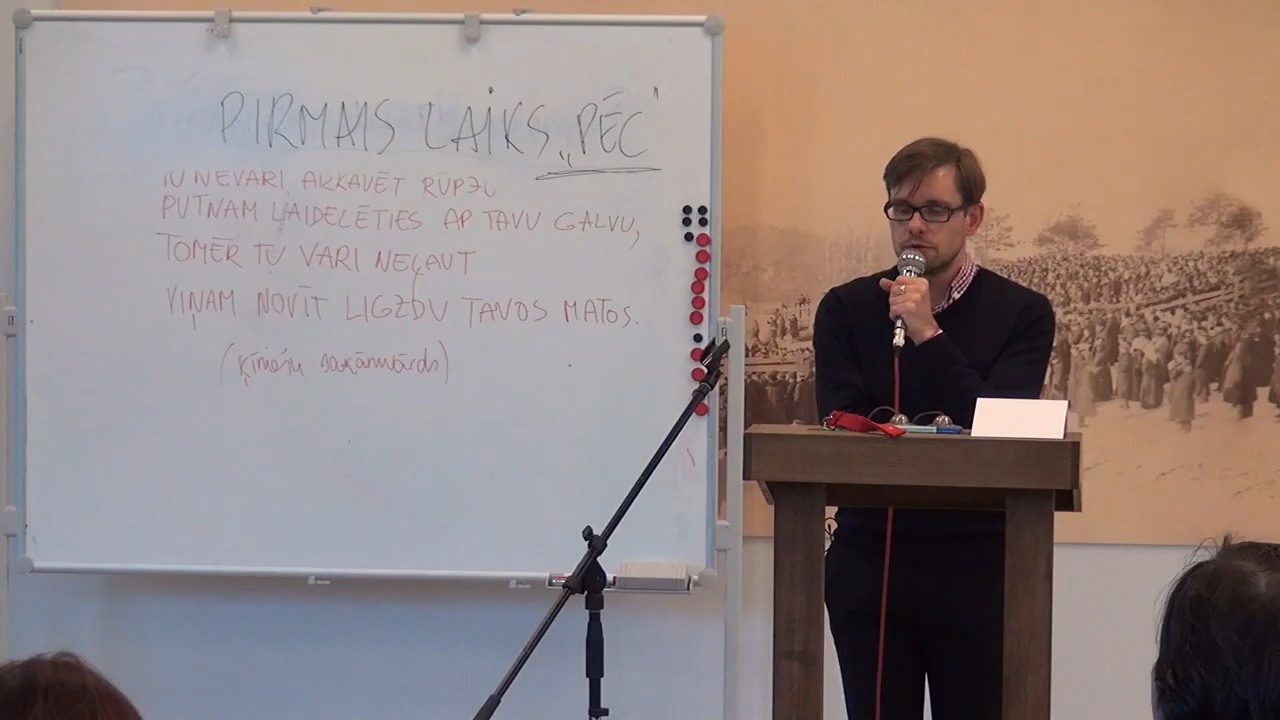 PIRMAIS LAIKS „PĒC"
TU NEVARI AIZKAVĒT RŪPJU
PUTNAM LAIDELĒTIES AP TAVU GALVU,
TOMĒR TU VARI NEĻAUT
VIŅAM NOVĪT LIGZDU TAVOS MATOS.
(ķīniešu sakāmvārds)